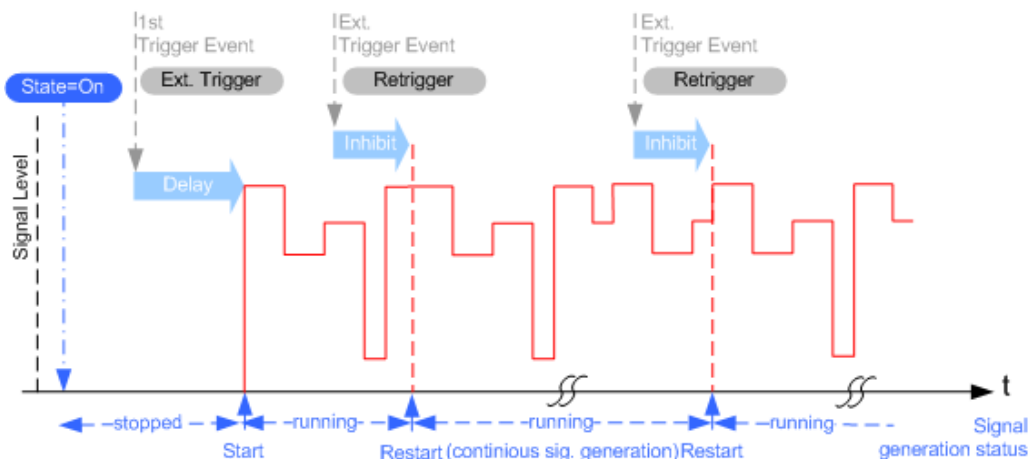 1st
Trigger Event
Ext. Trigger
Ext.
Trigger Event
Retrigger
Ext.
Trigger Event
Retrigger
State=On
Inhibit
Inhibit
Delay
Signal Level
t
stopped
running
running
running
Signal
generation status
Start
Restart (continious sig. generation) Restart